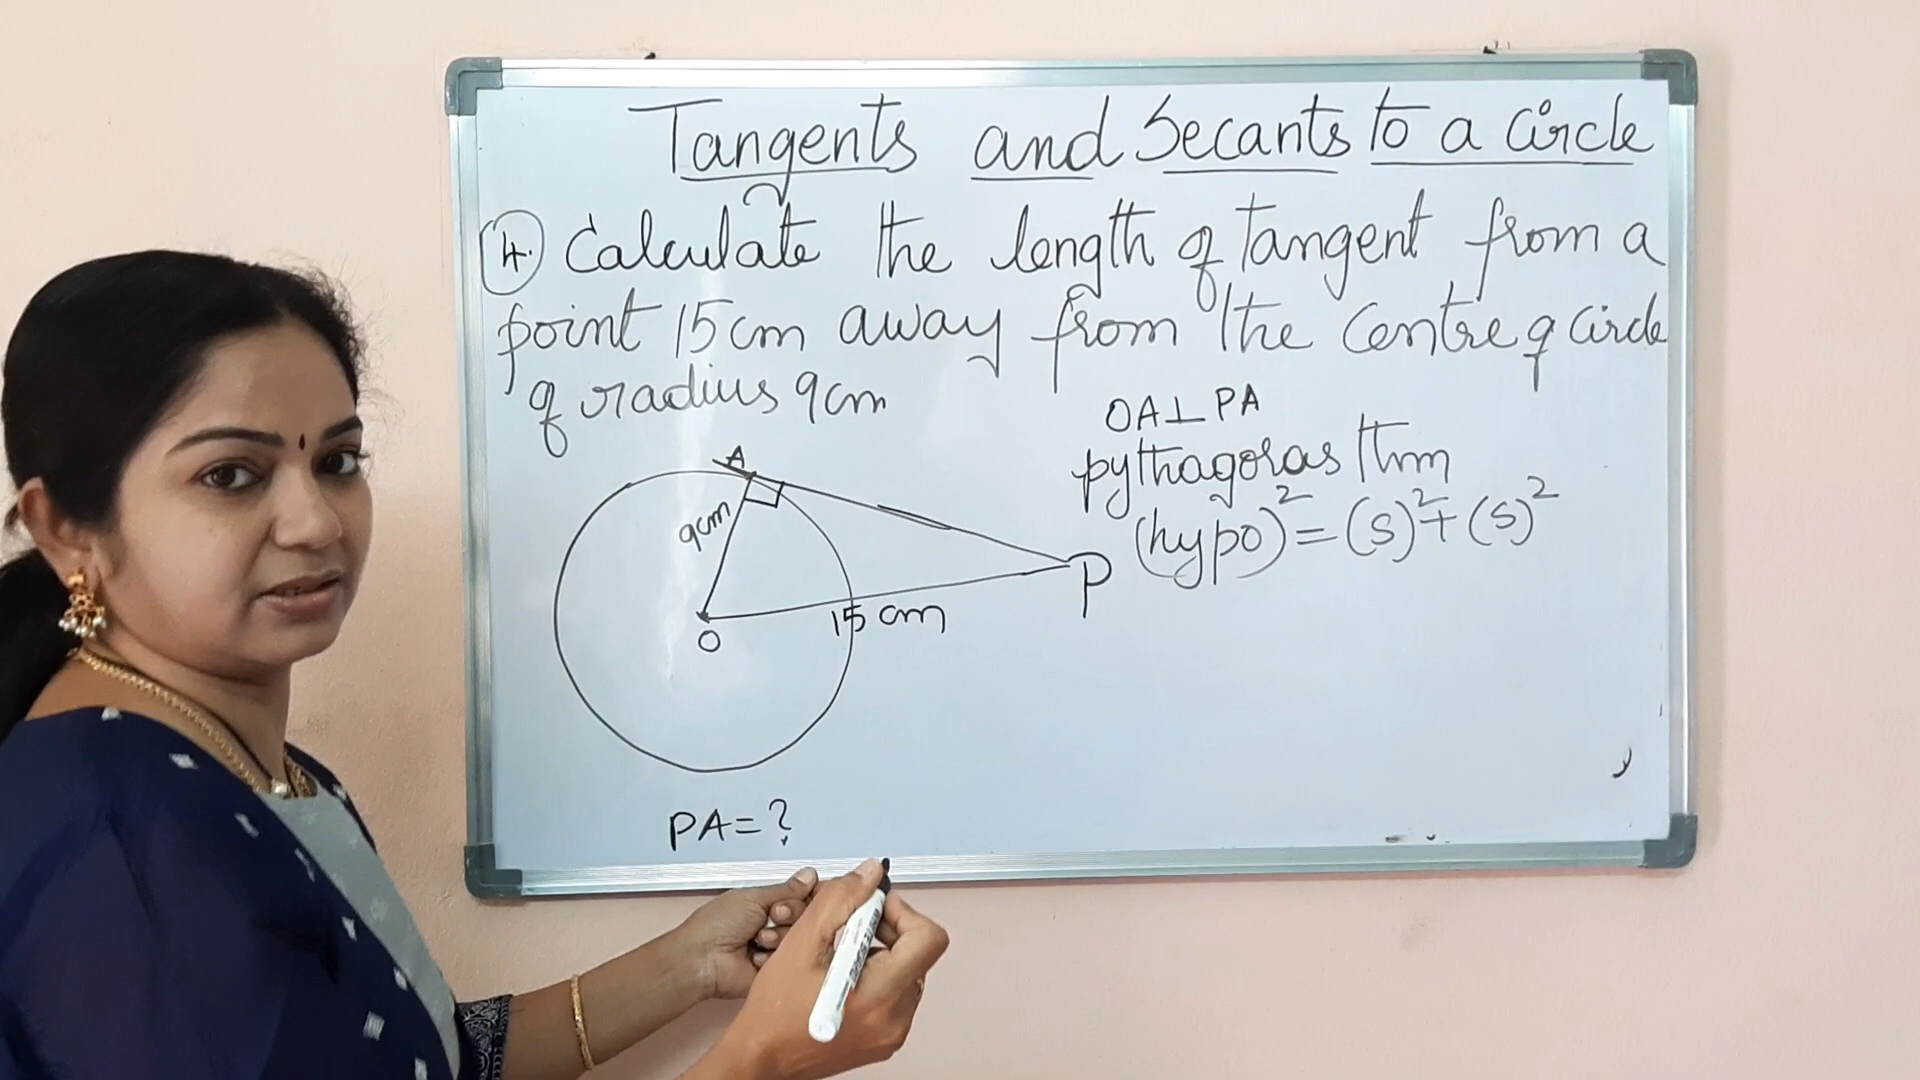 Tangents and Secants to a circle
4. Calculate the length of Tangent from a
point 15cm away from the Centre of Circle
of radius 9cm
OA⊥PA
pythagoras thm
(hypo)²=(s)²+(s)²
A
9cm
P
15 cm
O
PA=?